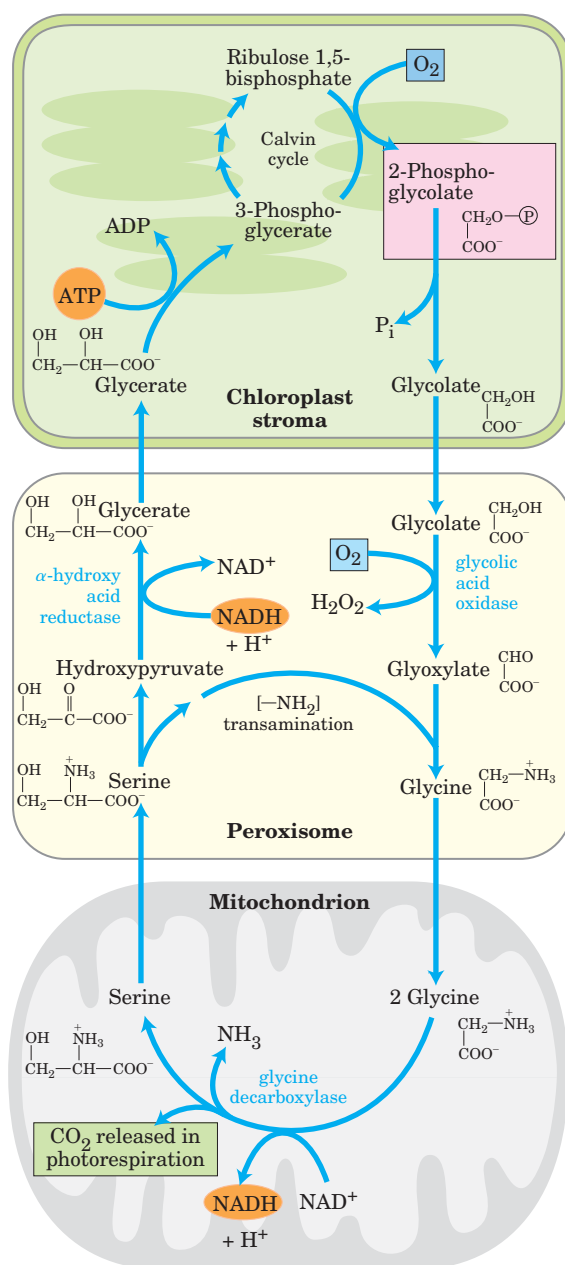 Ribulose 1,5-
bisphosphate
O₂
Calvin
cycle
2-Phospho-
glycolate
CH₂O—Ⓟ
COO⁻
3-Phospho-
glycerate
ADP
ATP
Pᵢ
OH OH
CH₂—CH—COO⁻
Glycerate
Glycolate
CH₂OH
COO⁻
Chloroplast
stroma
Glycerate
OH OH
CH₂—CH—COO⁻
Glycolate
CH₂OH
COO⁻
α-hydroxy
acid
reductase
NAD⁺
NADH
+ H⁺
O₂
H₂O₂
glycolic
acid
oxidase
Hydroxypyruvate
OH O
CH₂—C—COO⁻
[—NH₂]
transamination
Glyoxylate
CHO
COO⁻
Serine
OH N⁺H₃
CH₂—CH—COO⁻
Glycine
CH₂—N⁺H₃
COO⁻
Peroxisome
Mitochondrion
Serine
OH N⁺H₃
CH₂—CH—COO⁻
2 Glycine
CH₂—N⁺H₃
COO⁻
NH₃
glycine
decarboxylase
CO₂ released in
photorespiration
NADH
+ H⁺
NAD⁺